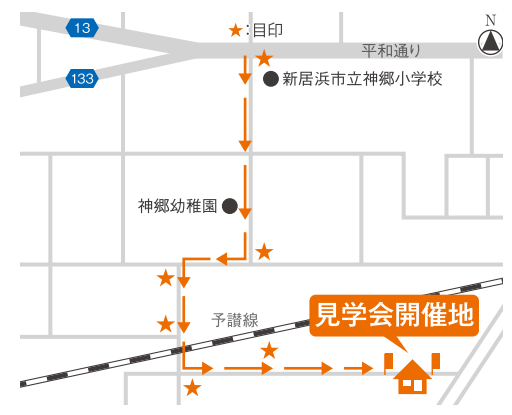 13
★:目印
N
平和通り
133
新居浜市立神郷小学校
神郷幼稚園
予讃線
見学会開催地